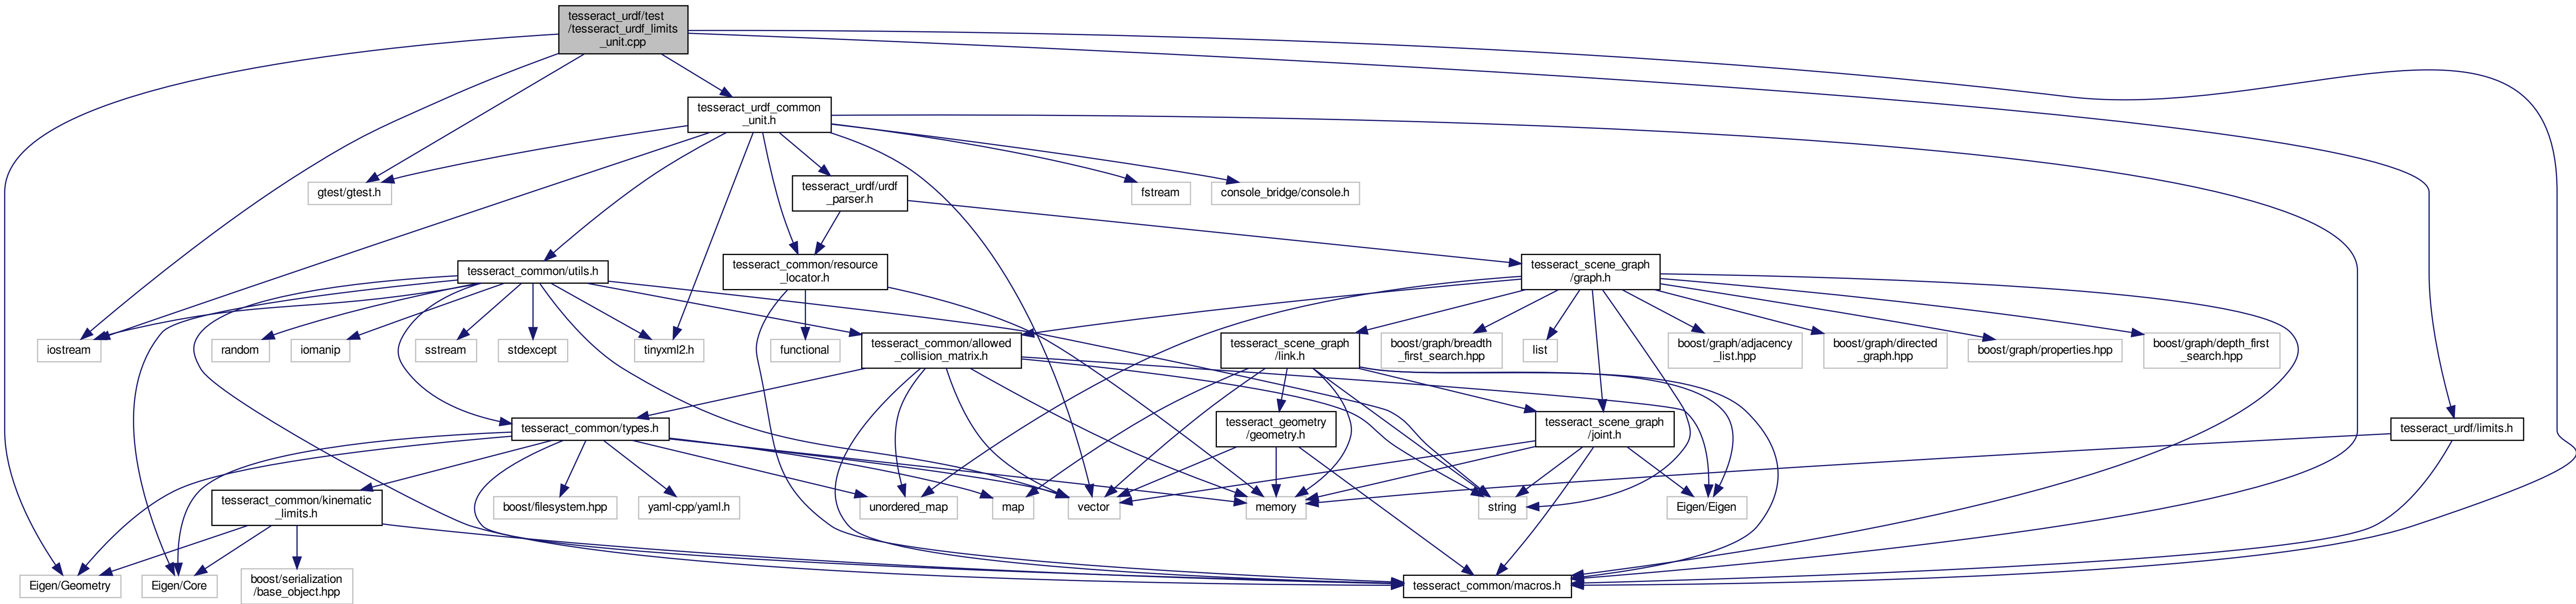 tesseract_urdf/test
/tesseract_urdf_limits
_unit.cpp
tesseract_urdf_common
_unit.h
gtest/gtest.h
tesseract_urdf/urdf
_parser.h
fstream
console_bridge/console.h
tesseract_common/utils.h
tesseract_common/resource
_locator.h
tesseract_scene_graph
/graph.h
iostream
random
iomanip
sstream
stdexcept
tinyxml2.h
functional
tesseract_common/allowed
_collision_matrix.h
tesseract_scene_graph
/link.h
boost/graph/breadth
_first_search.hpp
list
boost/graph/adjacency
_list.hpp
boost/graph/directed
_graph.hpp
boost/graph/properties.hpp
boost/graph/depth_first
_search.hpp
tesseract_common/types.h
tesseract_geometry
/geometry.h
tesseract_scene_graph
/joint.h
tesseract_urdf/limits.h
tesseract_common/kinematic
_limits.h
boost/filesystem.hpp
yaml-cpp/yaml.h
unordered_map
map
vector
memory
string
Eigen/Eigen
Eigen/Geometry
Eigen/Core
boost/serialization
/base_object.hpp
tesseract_common/macros.h